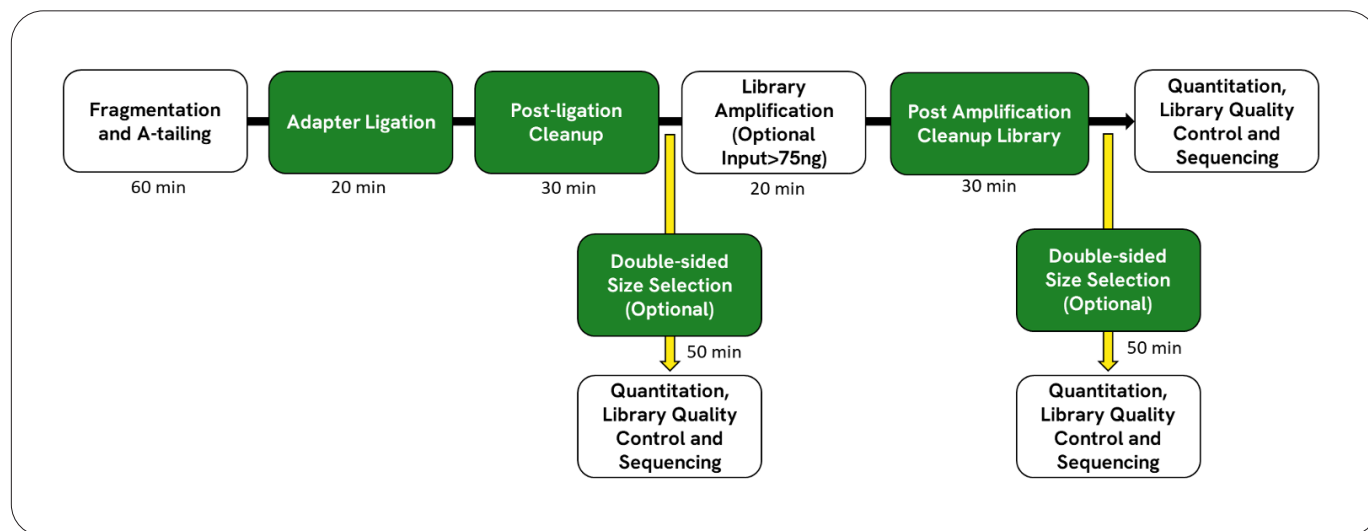 Fragmentation
and A-tailing
60 min
Adapter Ligation
20 min
Post-ligation
Cleanup
30 min
Library
Amplification
(Optional
Input>75ng)
20 min
Post Amplification
Cleanup Library
30 min
Quantitation,
Library Quality
Control and
Sequencing
Double-sided
Size Selection
(Optional)
50 min
Quantitation,
Library Quality
Control and
Sequencing
Double-sided
Size Selection
(Optional)
50 min
Quantitation,
Library Quality
Control and
Sequencing